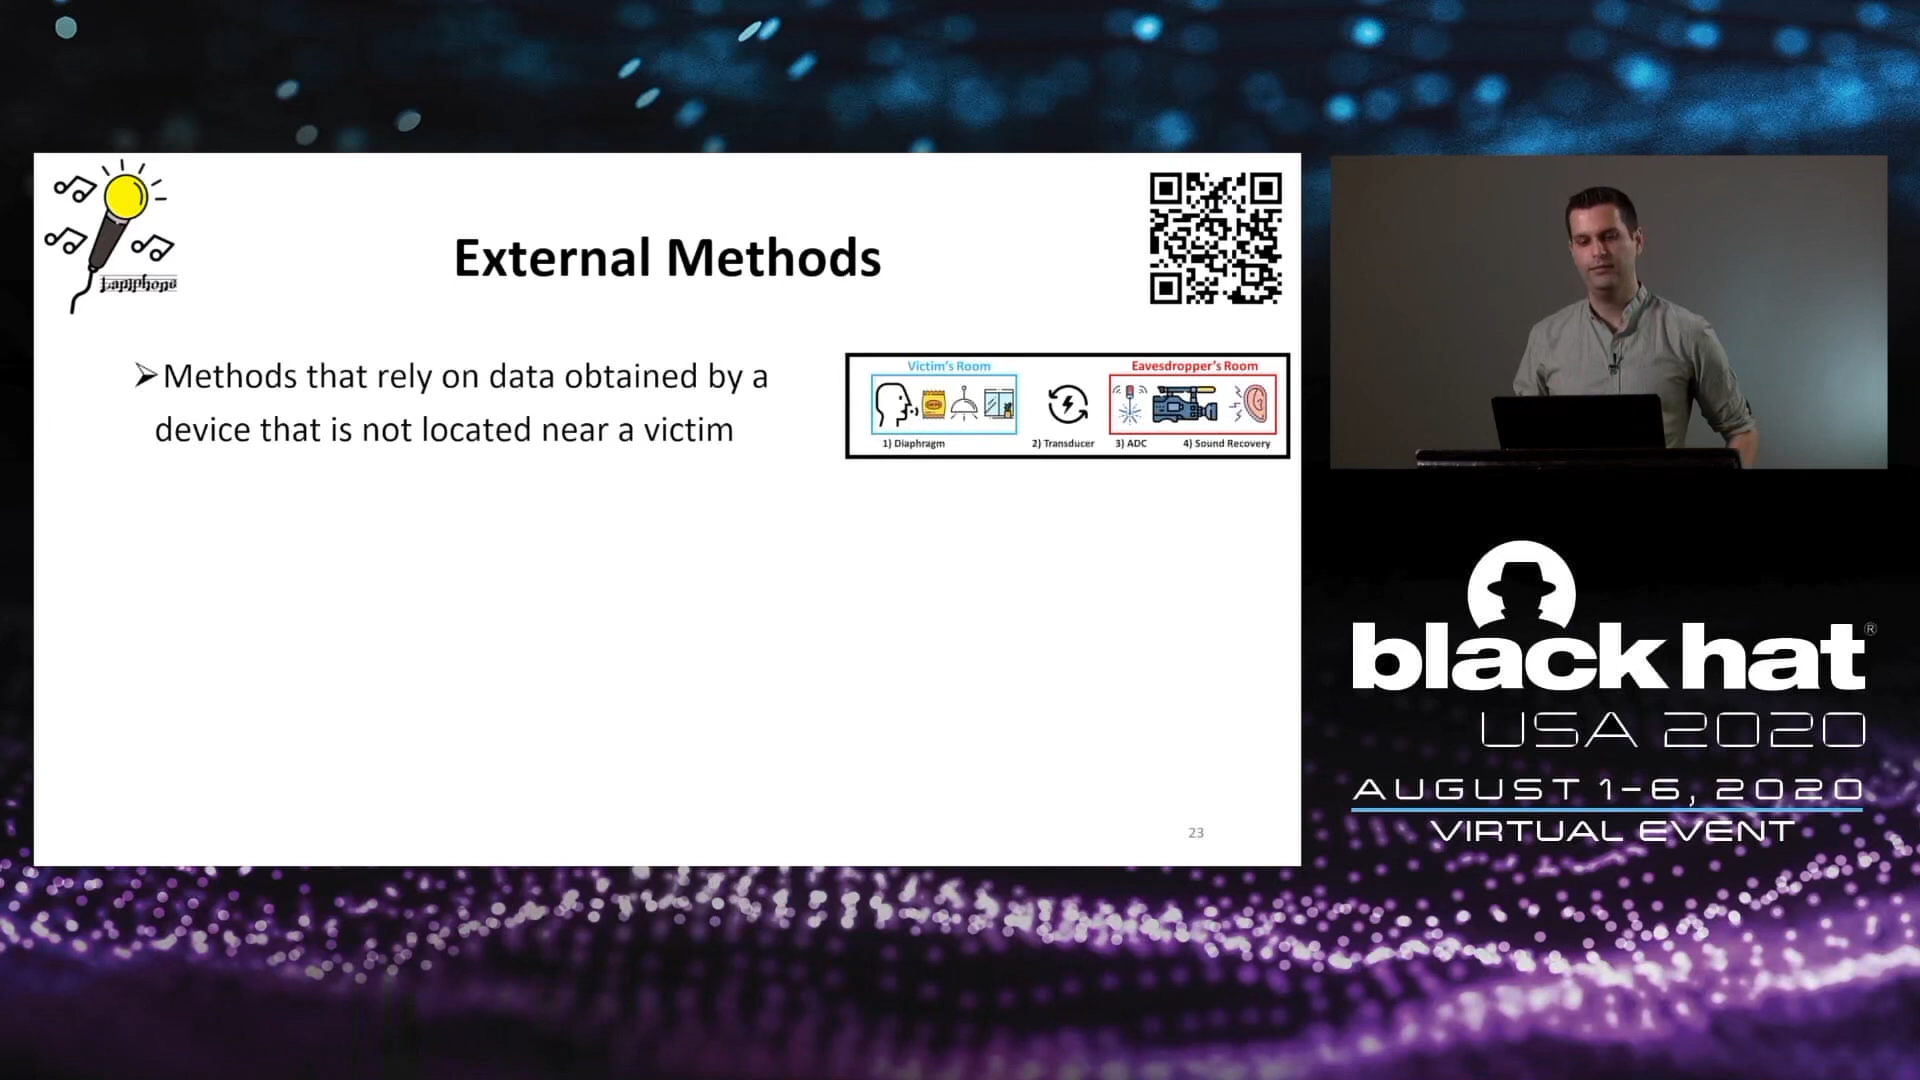 Lamphone
External Methods
➢Methods that rely on data obtained by a
device that is not located near a victim
Victim's Room
Eavesdropper's Room
1) Diaphragm
2) Transducer
3) ADC
4) Sound Recovery
23
black hat®
USA 2020
AUGUST 1-6, 2020
VIRTUAL EVENT